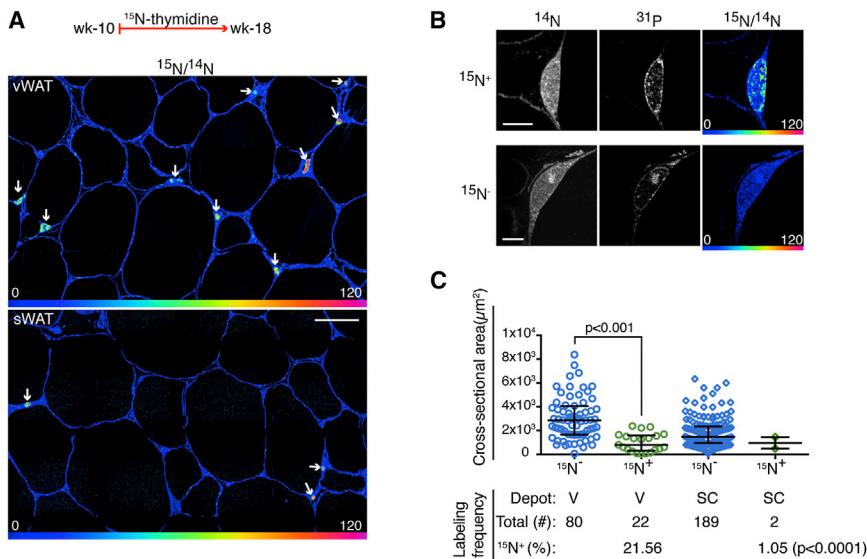 A
wk-10 ¹⁵N-thymidine wk-18
¹⁵N/¹⁴N
vWAT
0 120
sWAT
0 120
B
¹⁴N ³¹P ¹⁵N/¹⁴N
¹⁵N⁺
0 120
¹⁵N⁻
0 120
C
Cross-sectional area(µm²)
p<0.001
1x10⁴
8x10³
6x10³
4x10³
2x10³
0
¹⁵N⁻ ¹⁵N⁺ ¹⁵N⁻ ¹⁵N⁺
Labeling frequency
Depot: V V SC SC
Total (#): 80 22 189 2
¹⁵N⁺(%): 21.56 1.05 (p<0.0001)